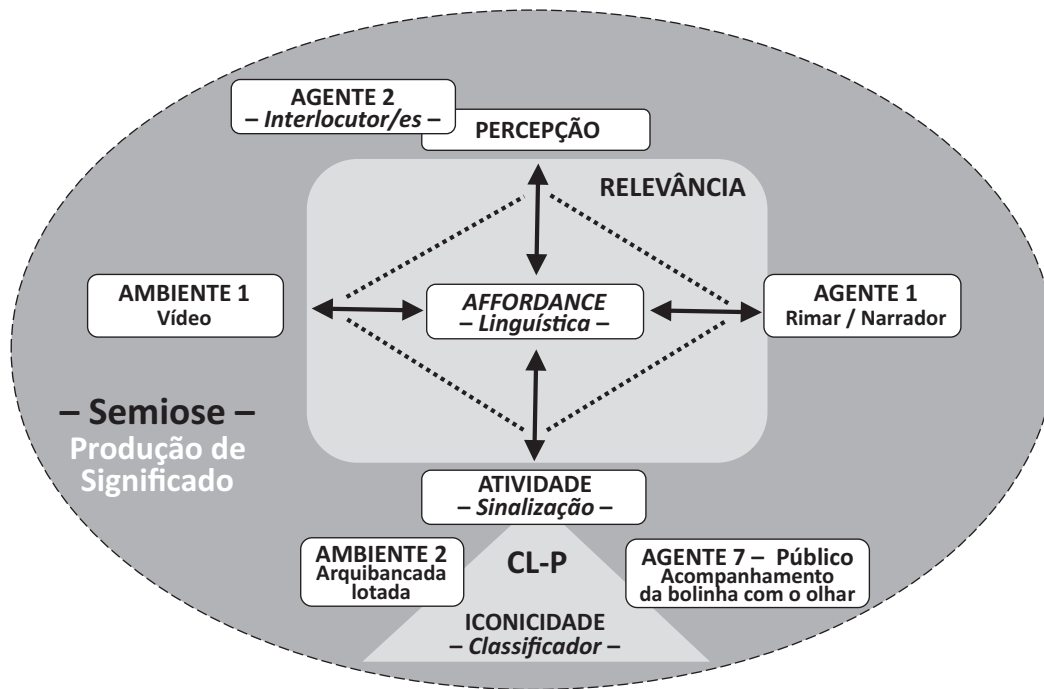 AGENTE 2
– Interlocutor/es –
PERCEPÇÃO
RELEVÂNCIA
AMBIENTE 1
Vídeo
AFFORDANCE
– Linguística –
AGENTE 1
Rimar / Narrador
– Semiose –
Produção de
Significado
ATIVIDADE
– Sinalização –
AMBIENTE 2
Arquibancada
lotada
CL-P
AGENTE 7 – Público
Acompanhamento
da bolinha com o olhar
ICONICIDADE
– Classificador –